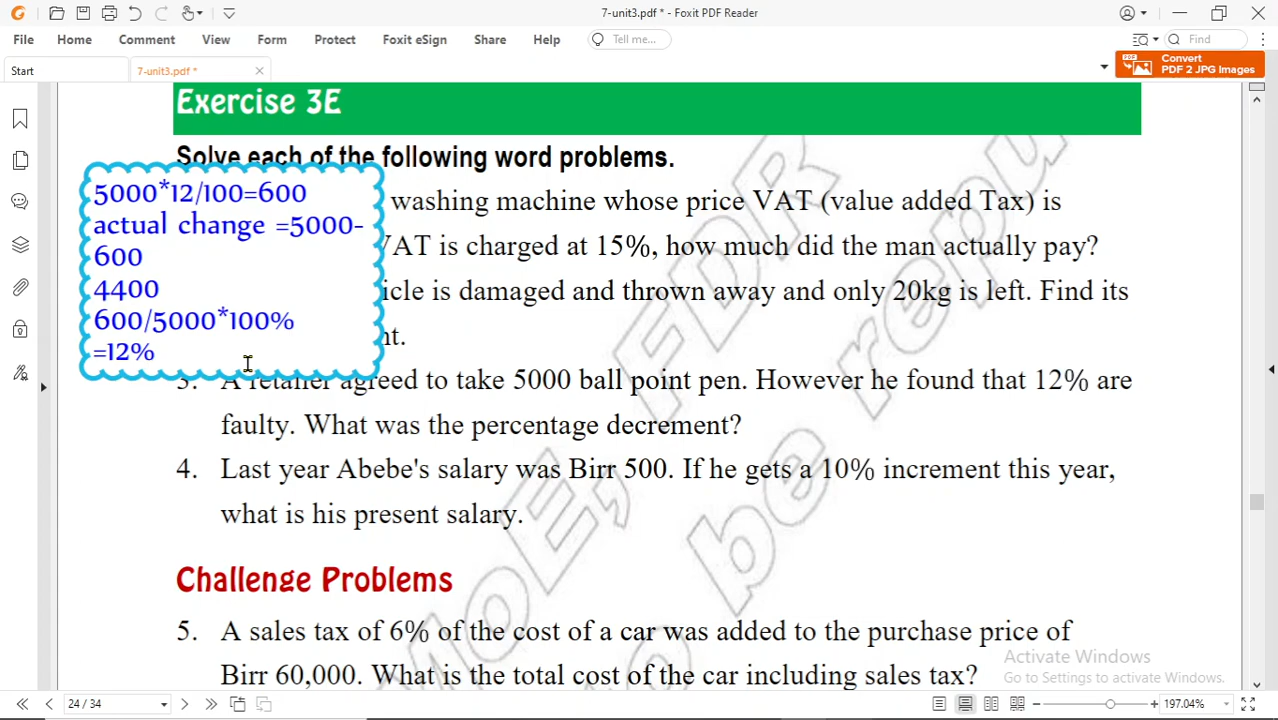 7-unit3.pdf * - Foxit PDF Reader
File Home Comment View Form Protect Foxit eSign Share Help Tell me... Find
Start 7-unit3.pdf * Convert
PDF 2 JPG Images
Exercise 3E
Solve each of the following word problems.
5000*12/100=600
actual change =5000-
600
4400
600/5000*100%
=12%
washing machine whose price VAT (value added Tax) is
VAT is charged at 15%, how much did the man actually pay?
icle is damaged and thrown away and only 20kg is left. Find its
nt.
3. A retailer agreed to take 5000 ball point pen. However he found that 12% are
faulty. What was the percentage decrement?
4. Last year Abebe's salary was Birr 500. If he gets a 10% increment this year,
what is his present salary.
Challenge Problems
5. A sales tax of 6% of the cost of a car was added to the purchase price of
Birr 60,000. What is the total cost of the car including sales tax?
MoE, FDR
to be repu
Activate Windows
Go to Settings to activate Windows.
24 / 34 197.04%